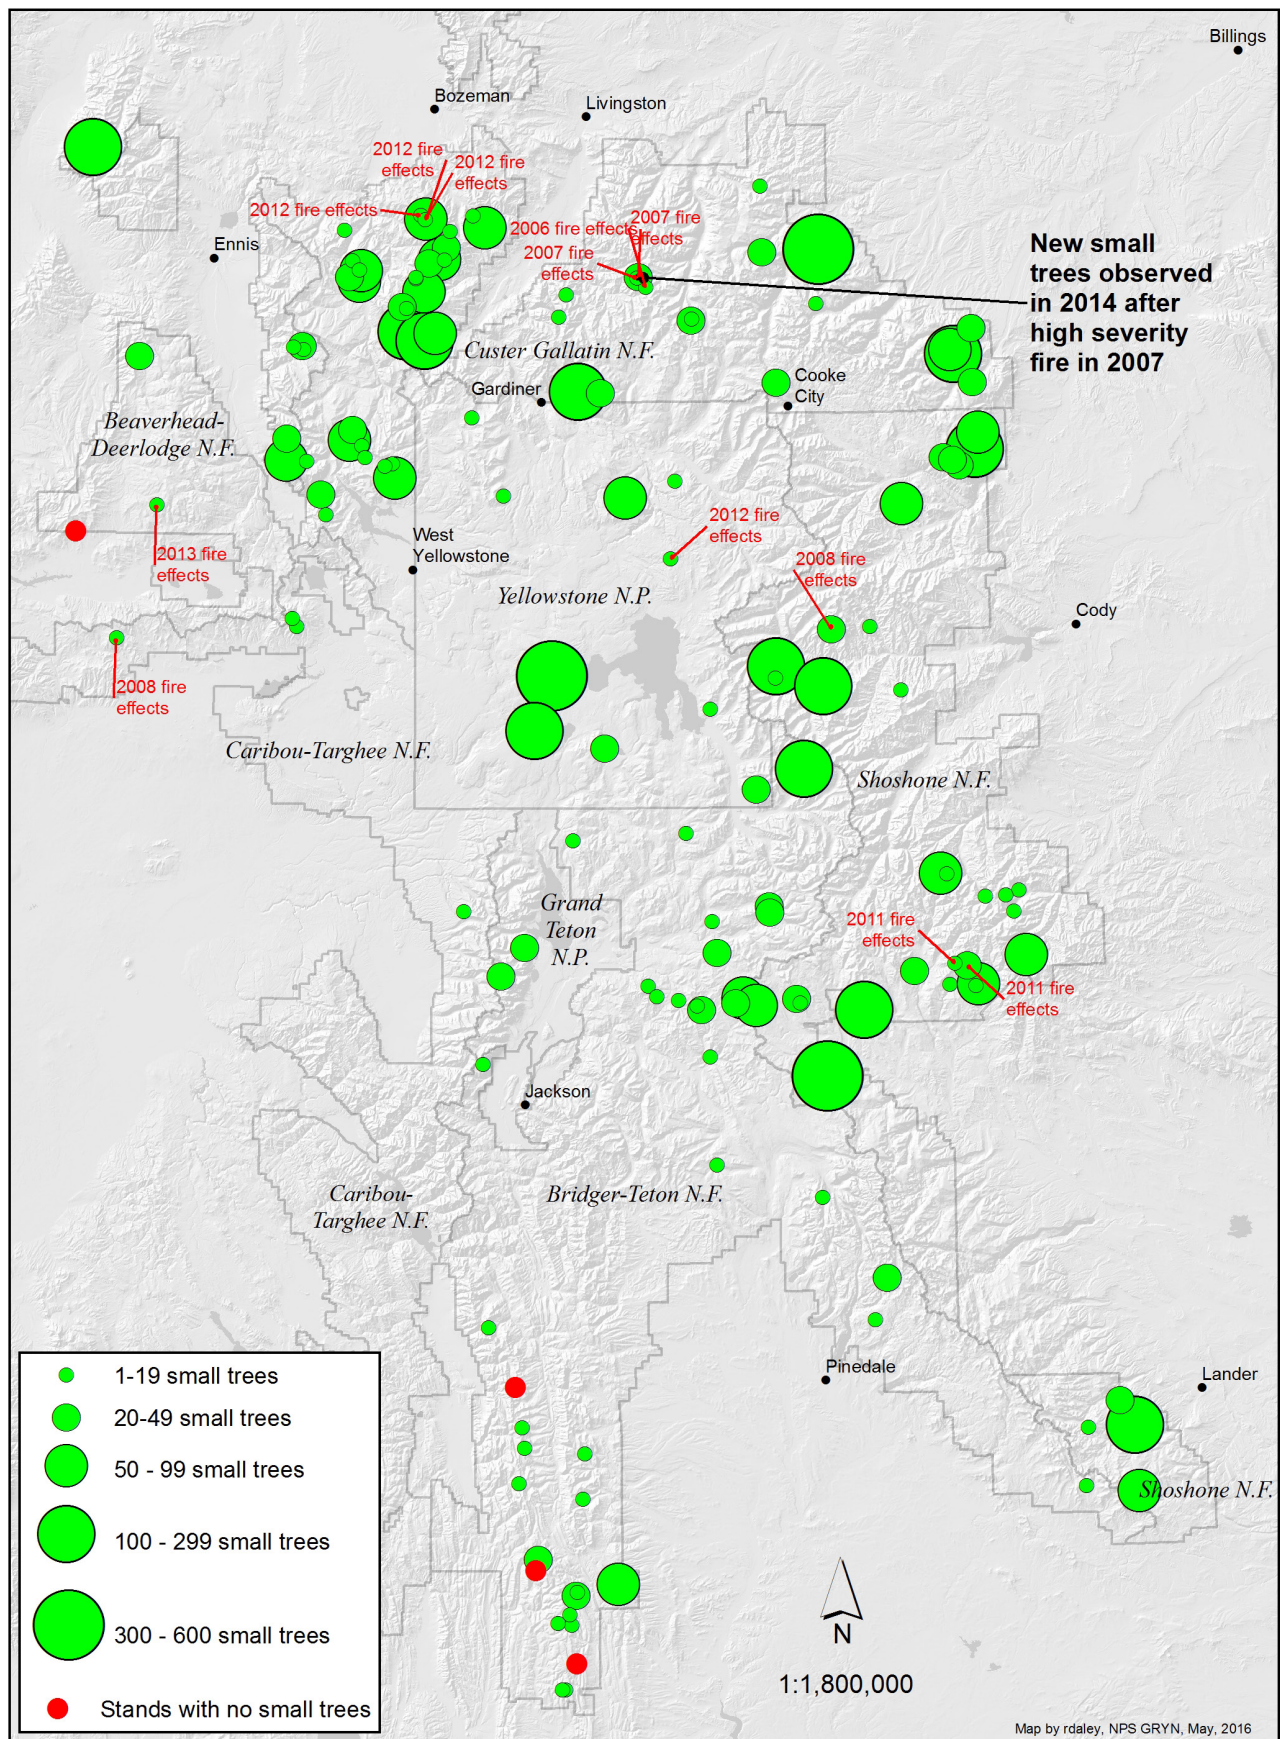 Billings
Bozeman
Livingston
2012 fire
effects
2012 fire
effects
2012 fire effects
2006 fire effects
2007 fire
effects
2007 fire
effects
Ennis
New small
trees observed
in 2014 after
high severity
fire in 2007
Custer Gallatin N.F.
Gardiner
Cooke
City
Beaverhead-
Deerlodge N.F.
2012 fire
effects
West
Yellowstone
2013 fire
effects
2008 fire
effects
Yellowstone N.P.
Cody
2008 fire
effects
Caribou-Targhee N.F.
Shoshone N.F.
Grand
Teton
N.P.
2011 fire
effects
2011 fire
effects
Jackson
Caribou-
Targhee N.F.
Bridger-Teton N.F.
Pinedale
Lander
Shoshone N.F.
1-19 small trees
20-49 small trees
50 - 99 small trees
100 - 299 small trees
300 - 600 small trees
Stands with no small trees
N
1:1,800,000
Map by rdaley, NPS GRYN, May, 2016